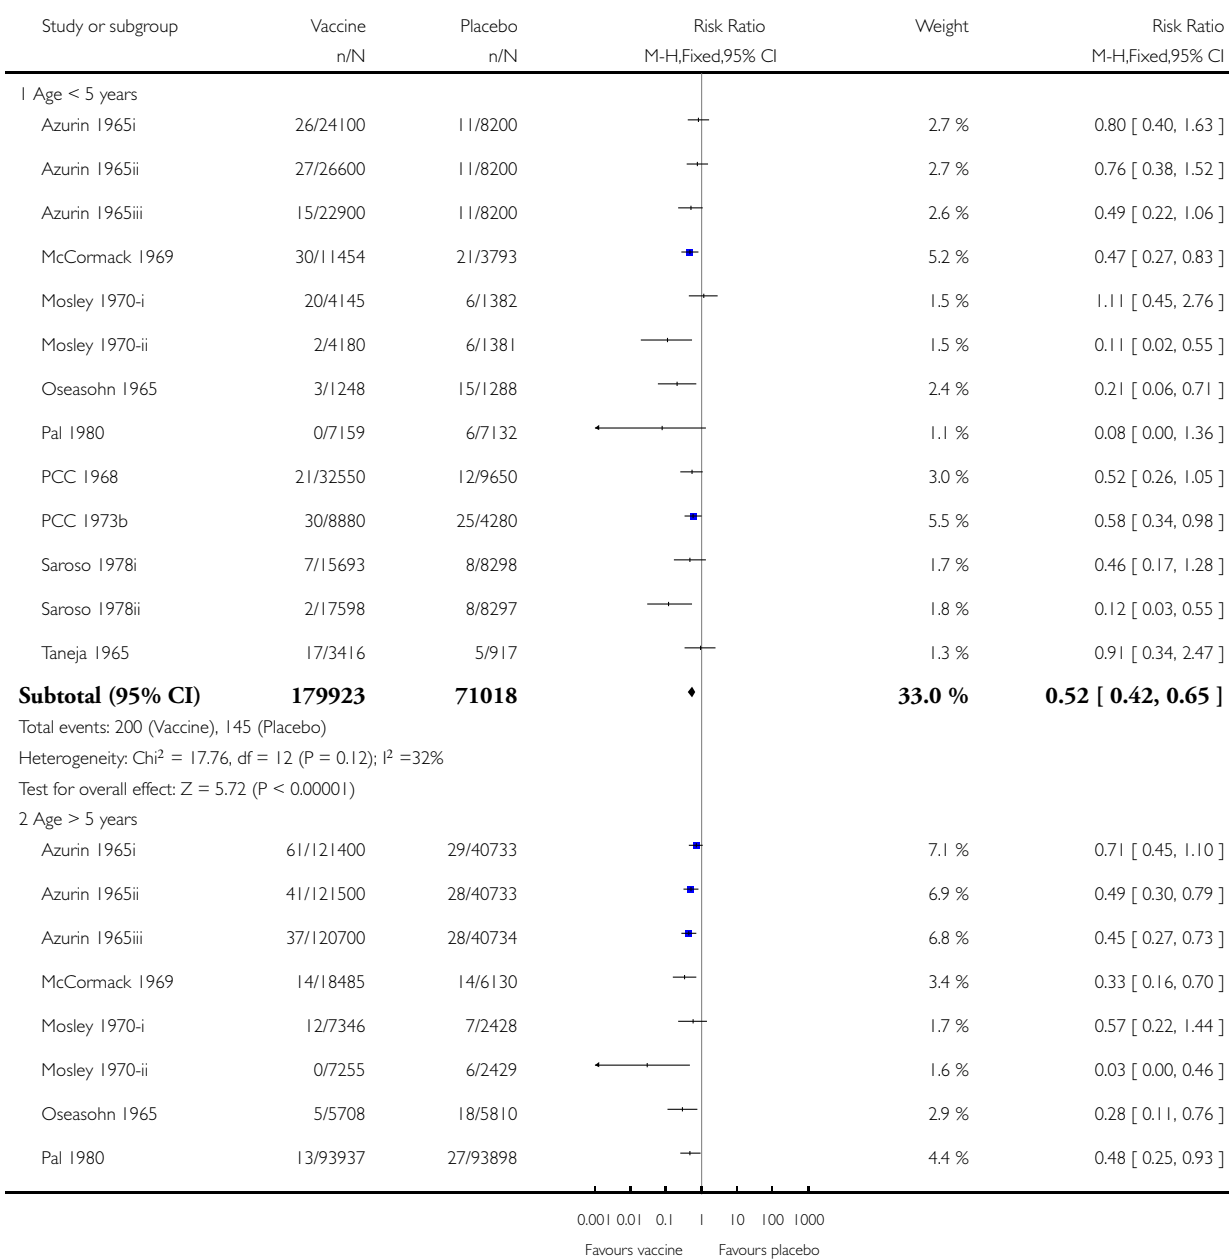 Study or subgroup Vaccine Placebo Risk Ratio Weight Risk Ratio
n/N n/N M-H,Fixed,95% CI M-H,Fixed,95% CI
1 Age < 5 years
Azurin 1965i 26/24100 11/8200 2.7 % 0.80 [ 0.40, 1.63 ]
Azurin 1965ii 27/26600 11/8200 2.7 % 0.76 [ 0.38, 1.52 ]
Azurin 1965iii 15/22900 11/8200 2.6 % 0.49 [ 0.22, 1.06 ]
McCormack 1969 30/11454 21/3793 5.2 % 0.47 [ 0.27, 0.83 ]
Mosley 1970-i 20/4145 6/1382 1.5 % 1.11 [ 0.45, 2.76 ]
Mosley 1970-ii 2/4180 6/1381 1.5 % 0.11 [ 0.02, 0.55 ]
Oseasohn 1965 3/1248 15/1288 2.4 % 0.21 [ 0.06, 0.71 ]
Pal 1980 0/7159 6/7132 1.1 % 0.08 [ 0.00, 1.36 ]
PCC 1968 21/32550 12/9650 3.0 % 0.52 [ 0.26, 1.05 ]
PCC 1973b 30/8880 25/4280 5.5 % 0.58 [ 0.34, 0.98 ]
Saroso 1978i 7/15693 8/8298 1.7 % 0.46 [ 0.17, 1.28 ]
Saroso 1978ii 2/17598 8/8297 1.8 % 0.12 [ 0.03, 0.55 ]
Taneja 1965 17/3416 5/917 1.3 % 0.91 [ 0.34, 2.47 ]
Subtotal (95% CI) 179923 71018 33.0 % 0.52 [ 0.42, 0.65 ]
Total events: 200 (Vaccine), 145 (Placebo)
Heterogeneity: Chi² = 17.76, df = 12 (P = 0.12); I² =32%
Test for overall effect: Z = 5.72 (P < 0.00001)
2 Age > 5 years
Azurin 1965i 61/121400 29/40733 7.1 % 0.71 [ 0.45, 1.10 ]
Azurin 1965ii 41/121500 28/40733 6.9 % 0.49 [ 0.30, 0.79 ]
Azurin 1965iii 37/120700 28/40734 6.8 % 0.45 [ 0.27, 0.73 ]
McCormack 1969 14/18485 14/6130 3.4 % 0.33 [ 0.16, 0.70 ]
Mosley 1970-i 12/7346 7/2428 1.7 % 0.57 [ 0.22, 1.44 ]
Mosley 1970-ii 0/7255 6/2429 1.6 % 0.03 [ 0.00, 0.46 ]
Oseasohn 1965 5/5708 18/5810 2.9 % 0.28 [ 0.11, 0.76 ]
Pal 1980 13/93937 27/93898 4.4 % 0.48 [ 0.25, 0.93 ]
0.001 0.01 0.1 1 10 100 1000
Favours vaccine Favours placebo